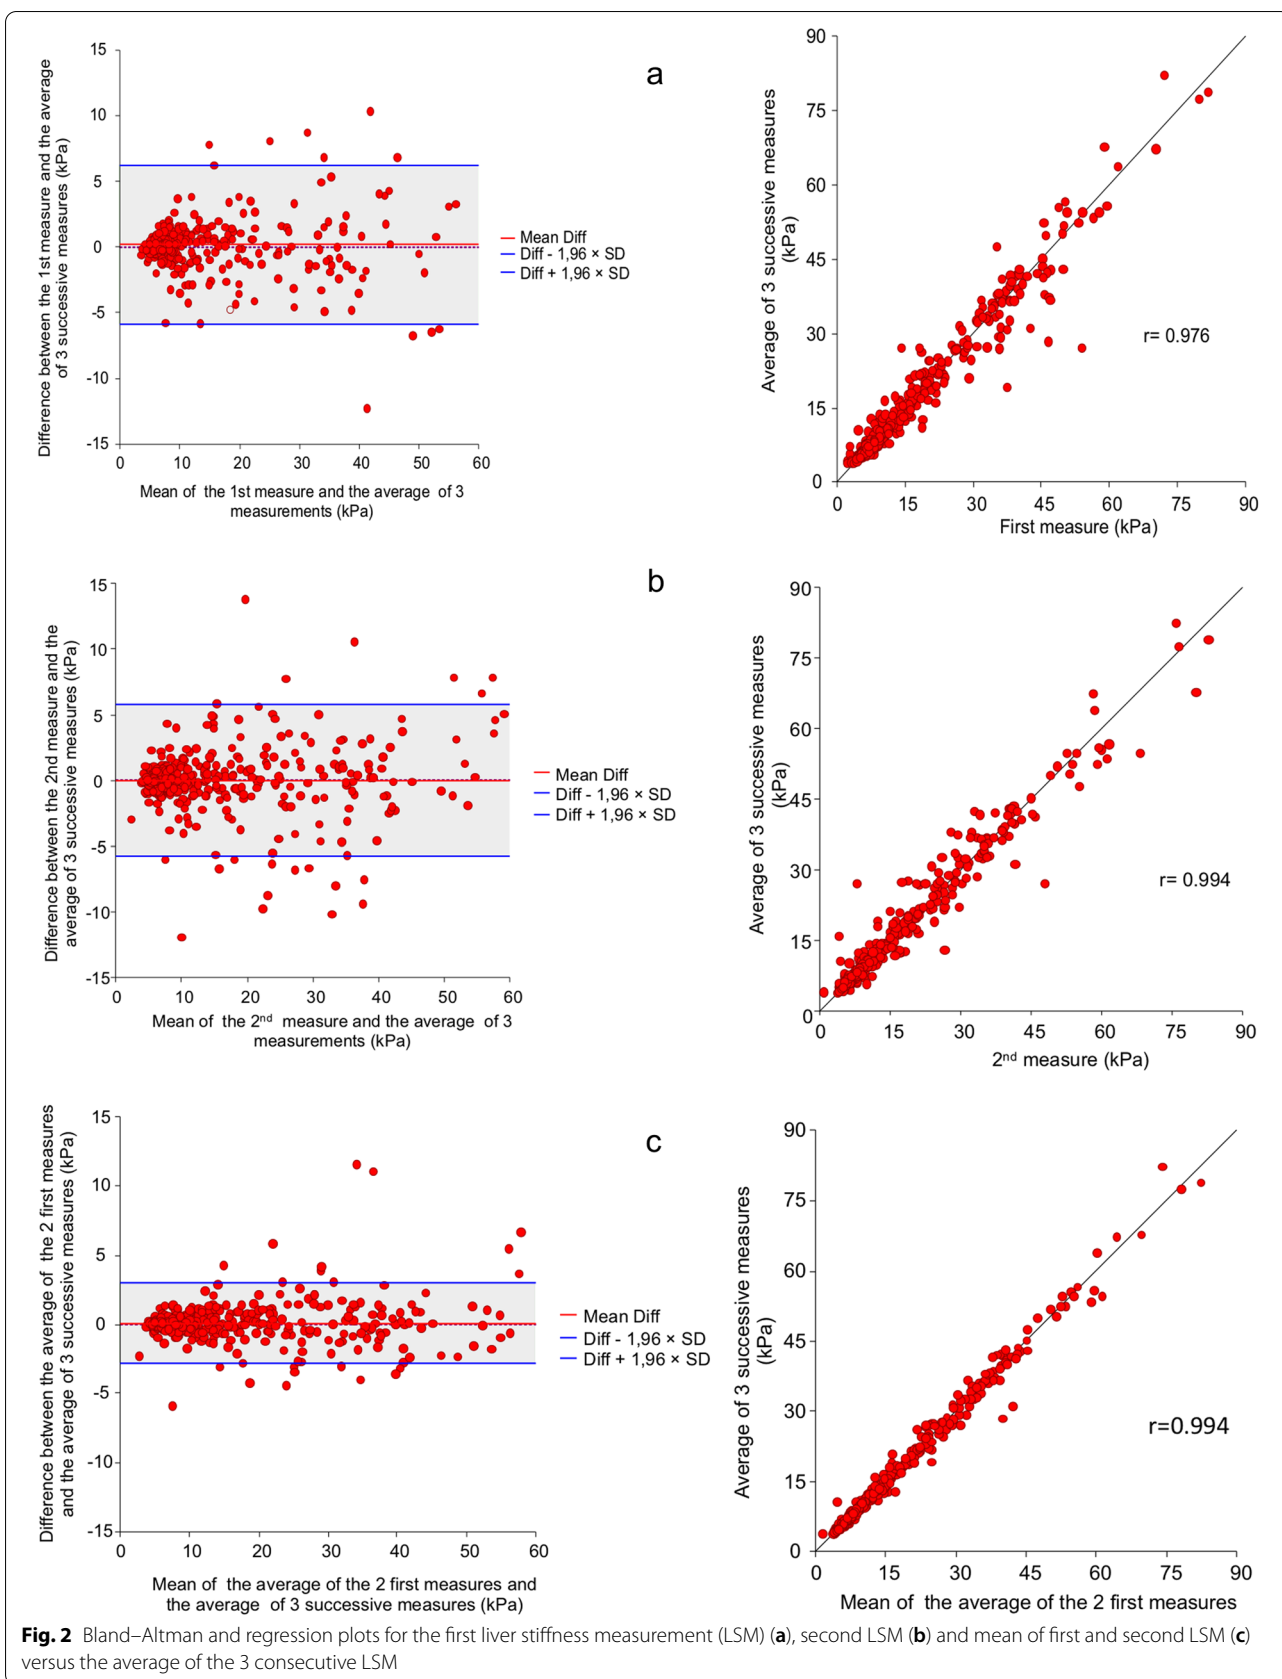 Difference between the 1st measure and the average
of 3 successive measures (kPa)
15
10
5
0
-5
-10
-15
0 10 20 30 40 50 60
Mean of the 1st measure and the average of 3
measurements (kPa)
Mean Diff
Diff - 1,96 × SD
Diff + 1,96 × SD
a
Average of 3 successive measures
(kPa)
90
75
60
45
30
15
0
0 15 30 45 60 75 90
First measure (kPa)
r= 0.976
Difference between the 2nd measure and the
average of 3 successive measures (kPa)
15
10
5
0
-5
-10
-15
0 10 20 30 40 50 60
Mean of the 2nd measure and the average of 3
measurements (kPa)
Mean Diff
Diff - 1,96 × SD
Diff + 1,96 × SD
b
Average of 3 successive measures
(kPa)
90
75
60
45
30
15
0
0 15 30 45 60 75 90
2nd measure (kPa)
r= 0.994
Difference between the average of the 2 first measures
and the average of 3 successive measures (kPa)
15
10
5
0
-5
-10
-15
0 10 20 30 40 50 60
Mean of the average of the 2 first measures and
the average of 3 successive measures (kPa)
Mean Diff
Diff - 1,96 × SD
Diff + 1,96 × SD
c
Average of 3 successive measures
(kPa)
90
75
60
45
30
15
0
0 15 30 45 60 75 90
Mean of the average of the 2 first measures
r=0.994
Fig. 2 Bland–Altman and regression plots for the first liver stiffness measurement (LSM) (a), second LSM (b) and mean of first and second LSM (c)
versus the average of the 3 consecutive LSM